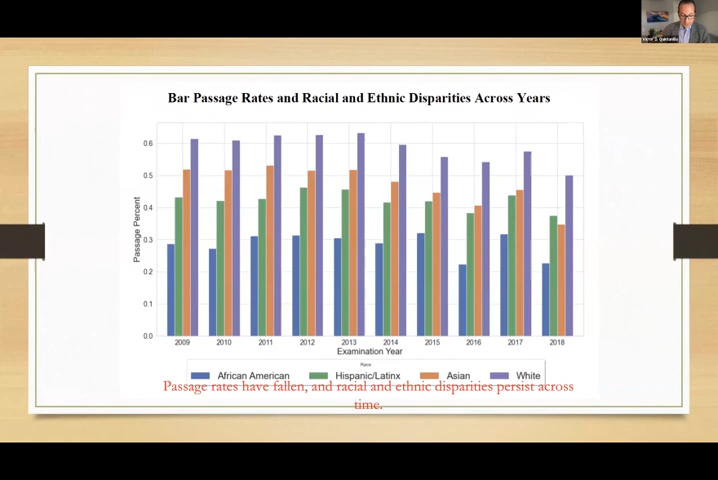 Victor D. Quintanilla
Bar Passage Rates and Racial and Ethnic Disparities Across Years
Passage Percent
0.6
0.5
0.4
0.3
0.2
0.1
0.0
2009 2010 2011 2012 2013 2014 2015 2016 2017 2018
Examination Year
Race
African American Hispanic/Latinx Asian White
Passage rates have fallen, and racial and ethnic disparities persist across
time.